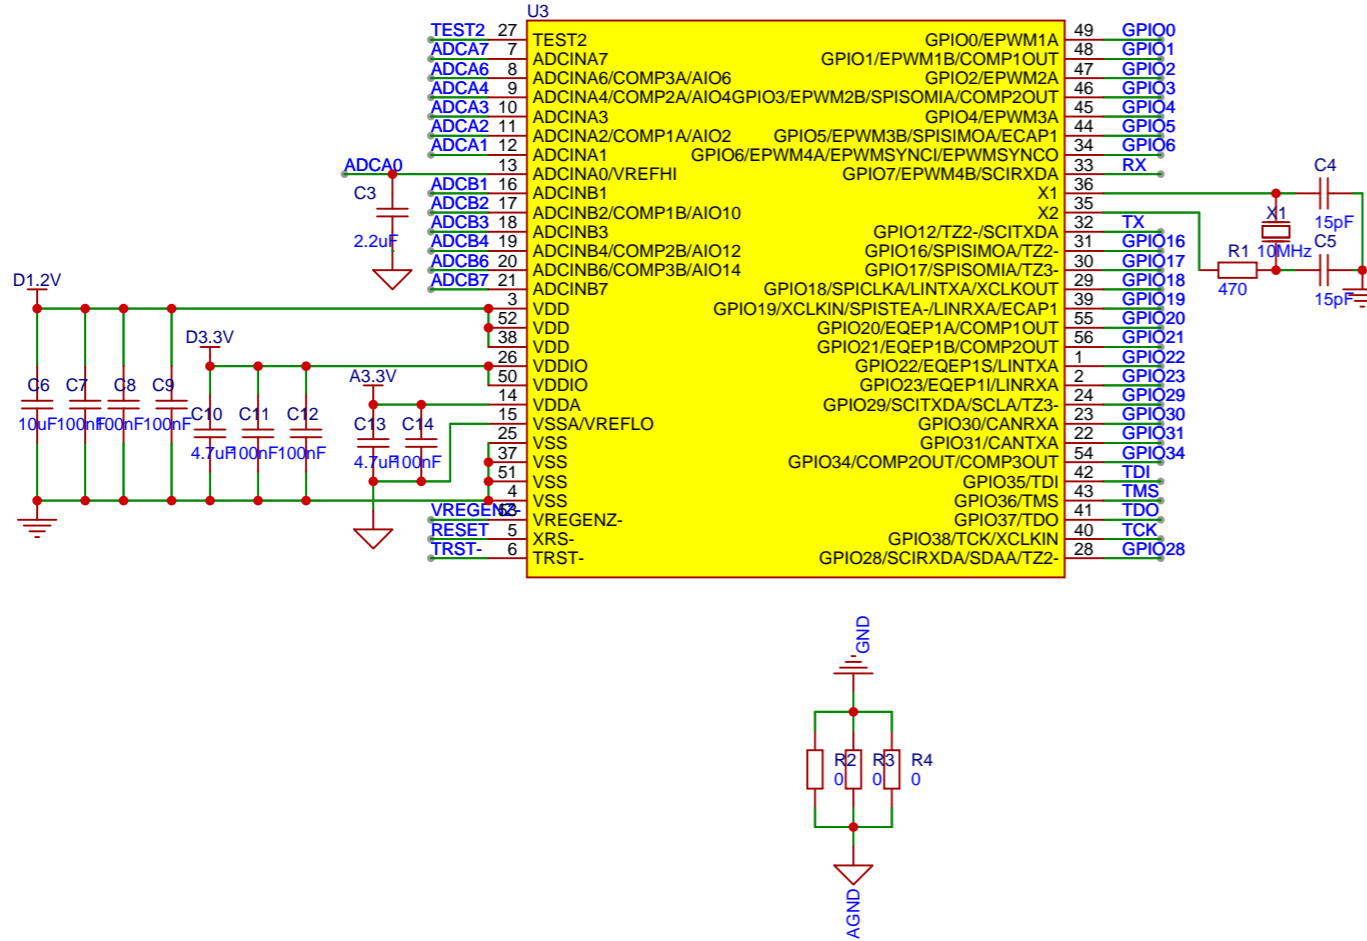 U3
TEST2 27 TEST2 GPIO0/EPWM1A 49 GPIO0
ADCA7 7 ADCINA7 GPIO1/EPWM1B/COMP1OUT 48 GPIO1
ADCA6 8 ADCINA6/COMP3A/AIO6 GPIO2/EPWM2A 47 GPIO2
ADCA4 9 ADCINA4/COMP2A/AIO4 GPIO3/EPWM2B/SPISOMIA/COMP2OUT 46 GPIO3
ADCA3 10 ADCINA3 GPIO4/EPWM3A 45 GPIO4
ADCA2 11 ADCINA2/COMP1A/AIO2 GPIO5/EPWM3B/SPISIMOA/ECAP1 44 GPIO5
ADCA1 12 ADCINA1 GPIO6/EPWM4A/EPWMSYNCI/EPWMSYNCO 34 GPIO6
ADCA0 13 ADCINA0/VREFHI GPIO7/EPWM4B/SCIRXDA 33 RX
C3 2.2uF
ADCB1 16 ADCINB1 X1 36
ADCB2 17 ADCINB2/COMP1B/AIO10 X2 35
ADCB3 18 ADCINB3 GPIO12/TZ2-/SCITXDA 32 TX
ADCB4 19 ADCINB4/COMP2B/AIO12 GPIO16/SPISIMOA/TZ2- 31 GPIO16
ADCB6 20 ADCINB6/COMP3B/AIO14 GPIO17/SPISOMIA/TZ3- 30 GPIO17
ADCB7 21 ADCINB7 GPIO18/SPICLKA/LINTXA/XCLKOUT 29 GPIO18
C4 15pF
X1 10MHz
R1 470
C5 15pF
D1.2V
3 VDD GPIO19/XCLKIN/SPISTEA-/LINRXA/ECAP1 39 GPIO19
52 VDD GPIO20/EQEP1A/COMP1OUT 55 GPIO20
38 VDD GPIO21/EQEP1B/COMP2OUT 56 GPIO21
D3.3V
26 VDDIO GPIO22/EQEP1S/LINTXA 1 GPIO22
50 VDDIO GPIO23/EQEP1I/LINRXA 2 GPIO23
A3.3V
14 VDDA GPIO29/SCITXDA/SCLA/TZ3- 24 GPIO29
15 VSSA/VREFLO GPIO30/CANRXA 23 GPIO30
25 VSS GPIO31/CANTXA 22 GPIO31
37 VSS GPIO34/COMP2OUT/COMP3OUT 54 GPIO34
51 VSS GPIO35/TDI 42 TDI
4 VSS GPIO36/TMS 43 TMS
VREGENZ- 53 VREGENZ- GPIO37/TDO 41 TDO
RESET 5 XRS- GPIO38/TCK/XCLKIN 40 TCK
TRST- 6 TRST- GPIO28/SCIRXDA/SDAA/TZ2- 28 GPIO28
C6 C7 C8 C9
10uF 100nF 100nF 100nF
C10 C11 C12
4.7uF 100nF 100nF
C13 C14
4.7uF 100nF
GND
R2 R3 R4
0 0 0
AGND